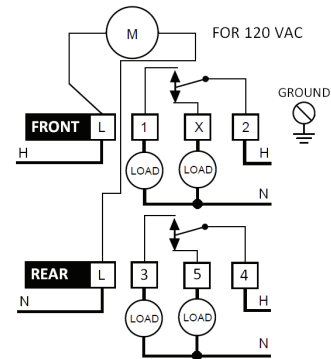 M FOR 120 VAC
GROUND
FRONT L 1 X 2
H LOAD LOAD H
N
REAR L 3 5 4
N LOAD LOAD H
N